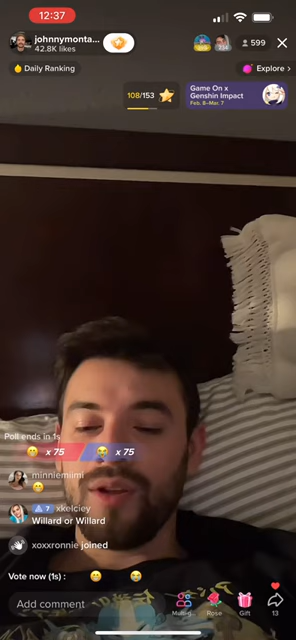 12:37
johnnymonta...
42.8K likes
599
Daily Ranking
Explore >
108/153
Game On x
Genshin Impact
Feb. 8–Mar. 7
Poll ends in 1s
x 75
x 75
minniemiimi
7 xkelciey
Willard or Willard
xoxxronnie joined
Vote now (1s) :
Add comment
Rose
Gift
13